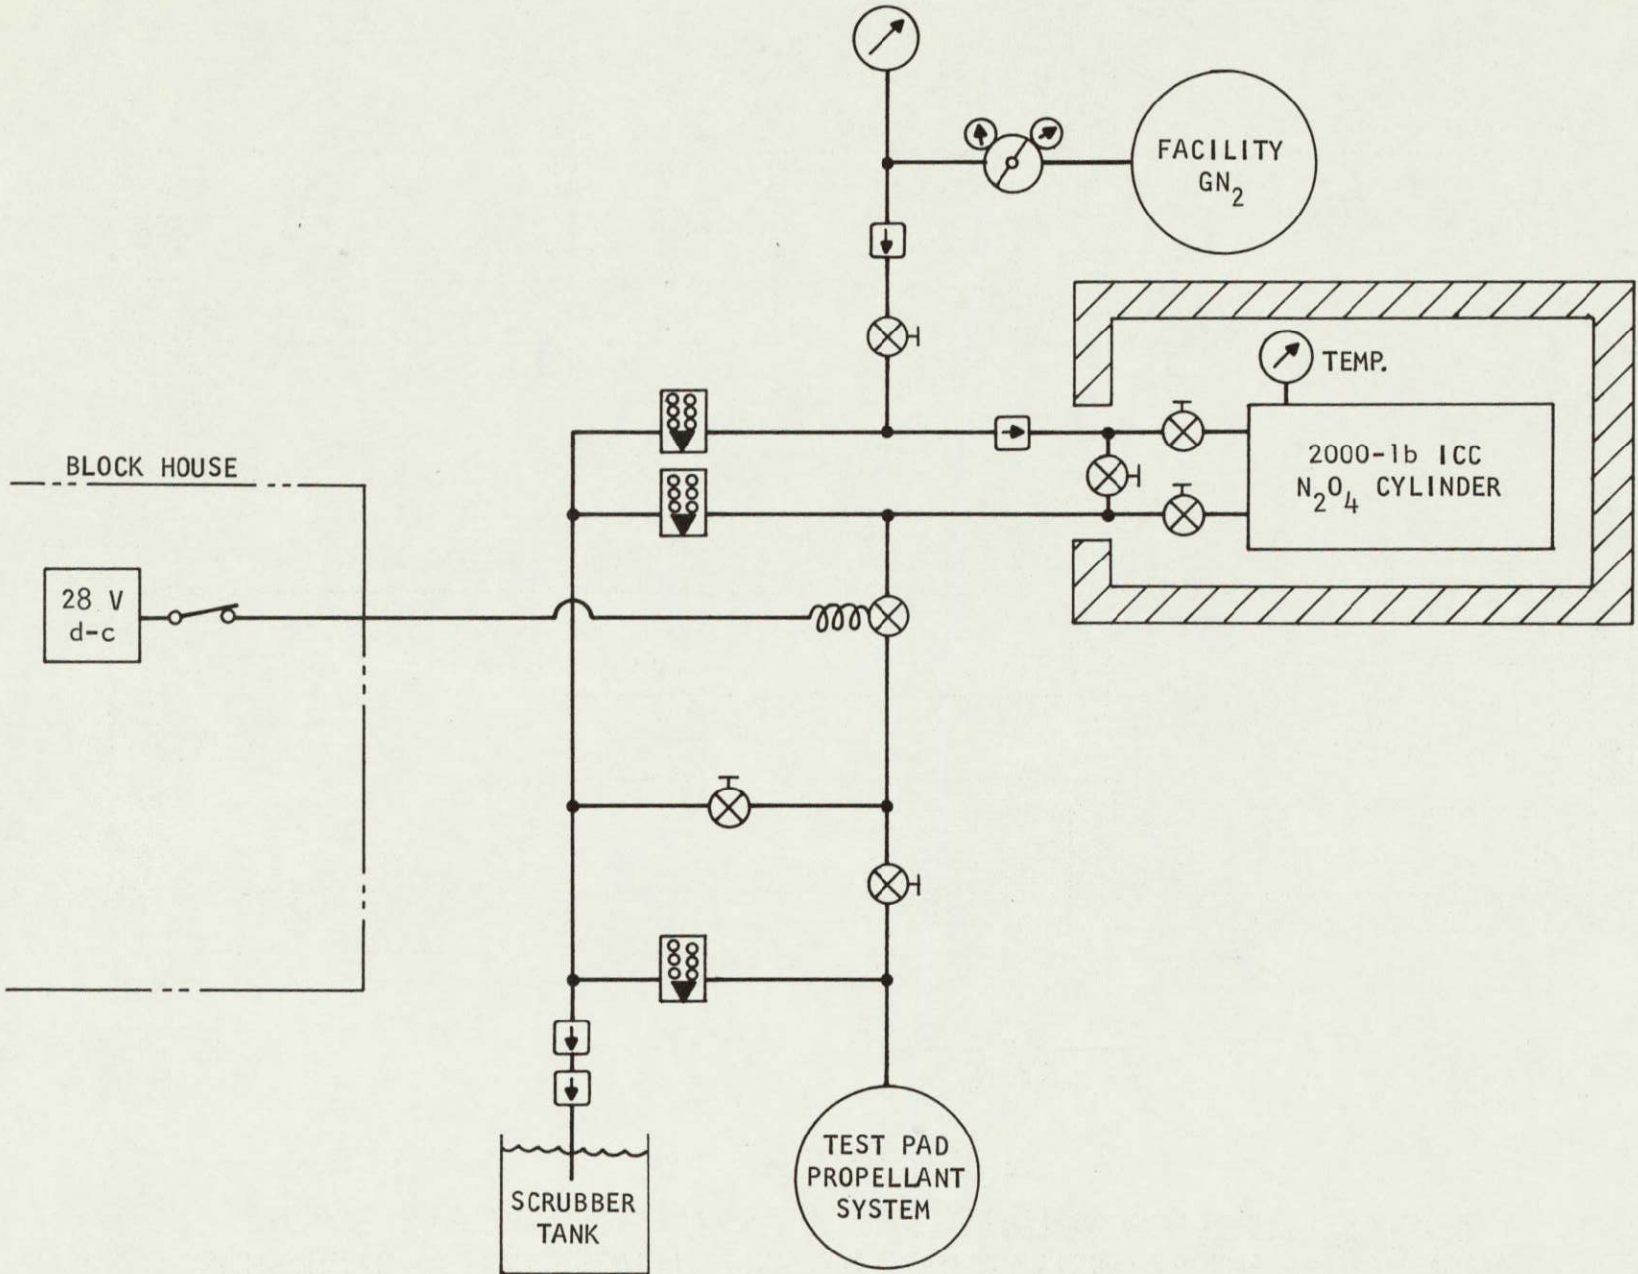 FACILITY
GN₂
TEMP.
2000-lb ICC
N₂O₄ CYLINDER
BLOCK HOUSE
28 V
d-c
TEST PAD
PROPELLANT
SYSTEM
SCRUBBER
TANK